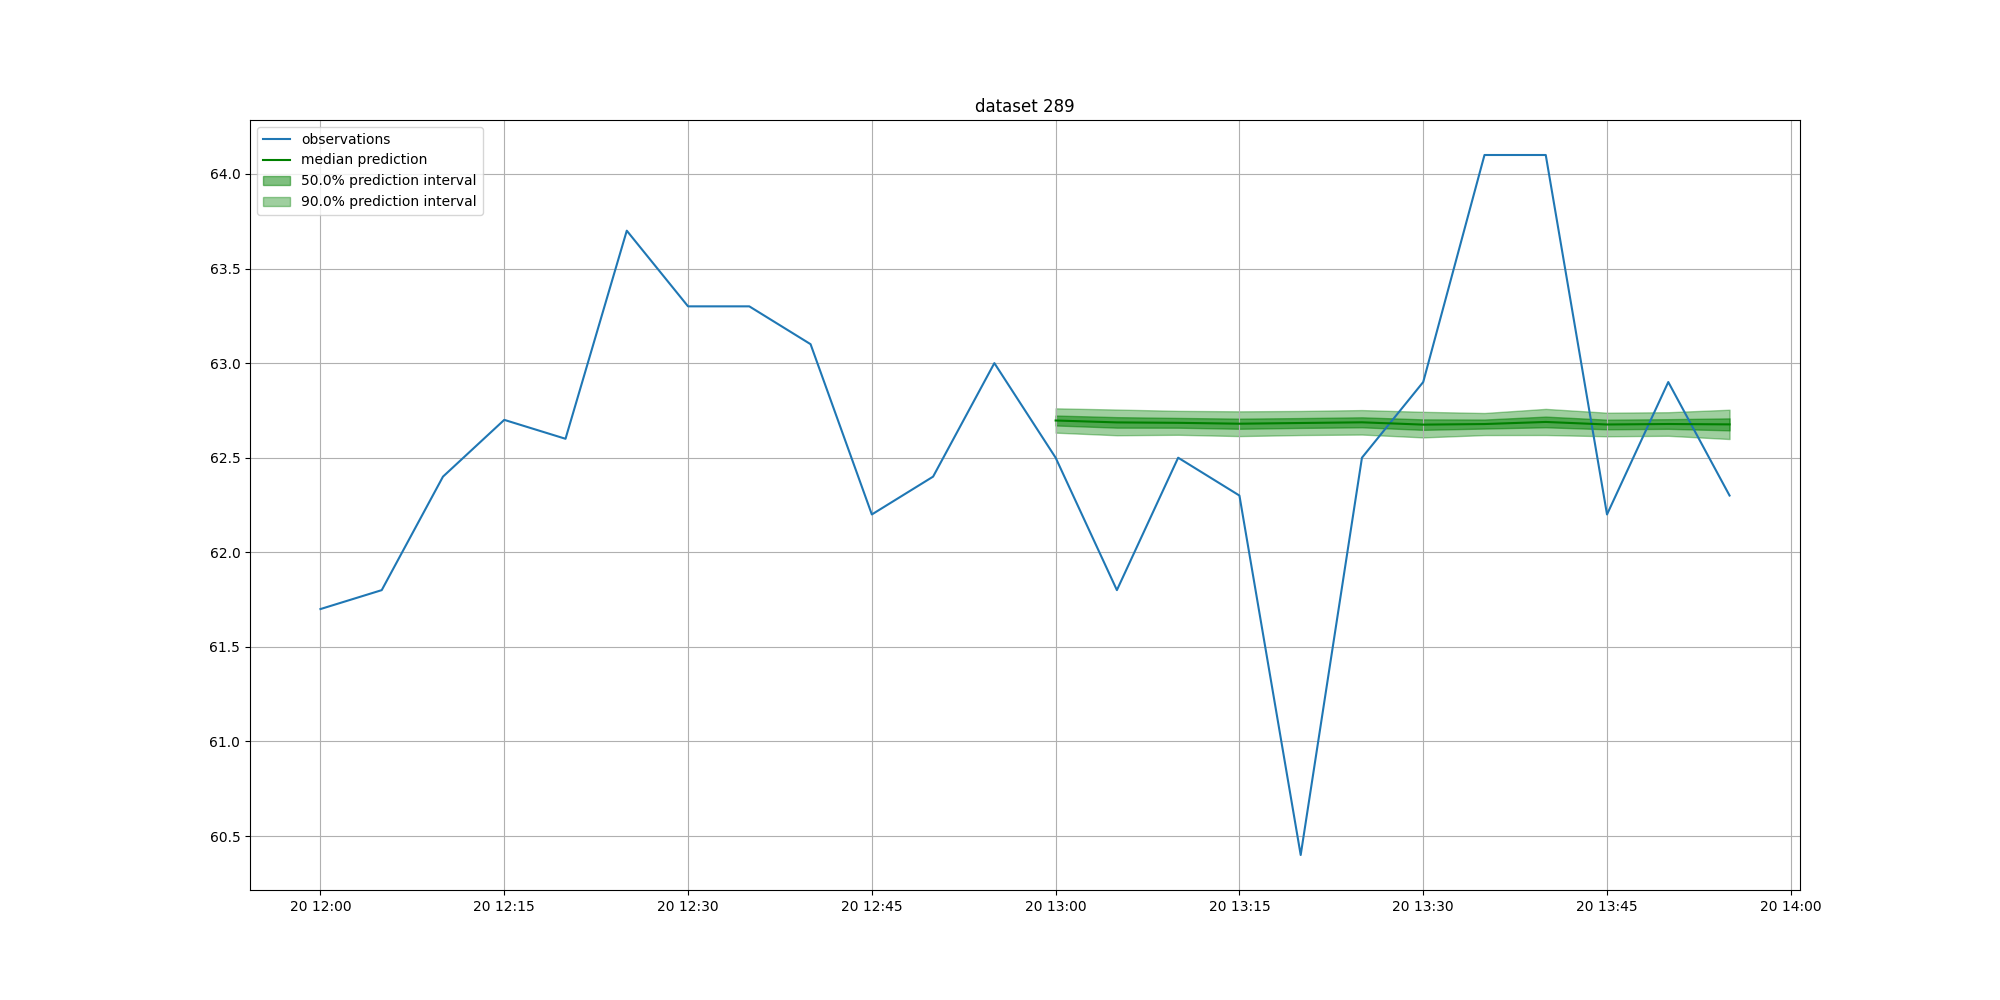 dataset 289
observations
median prediction
50.0% prediction interval
90.0% prediction interval
64.0
63.5
63.0
62.5
62.0
61.5
61.0
60.5
20 12:00 20 12:15 20 12:30 20 12:45 20 13:00 20 13:15 20 13:30 20 13:45 20 14:00